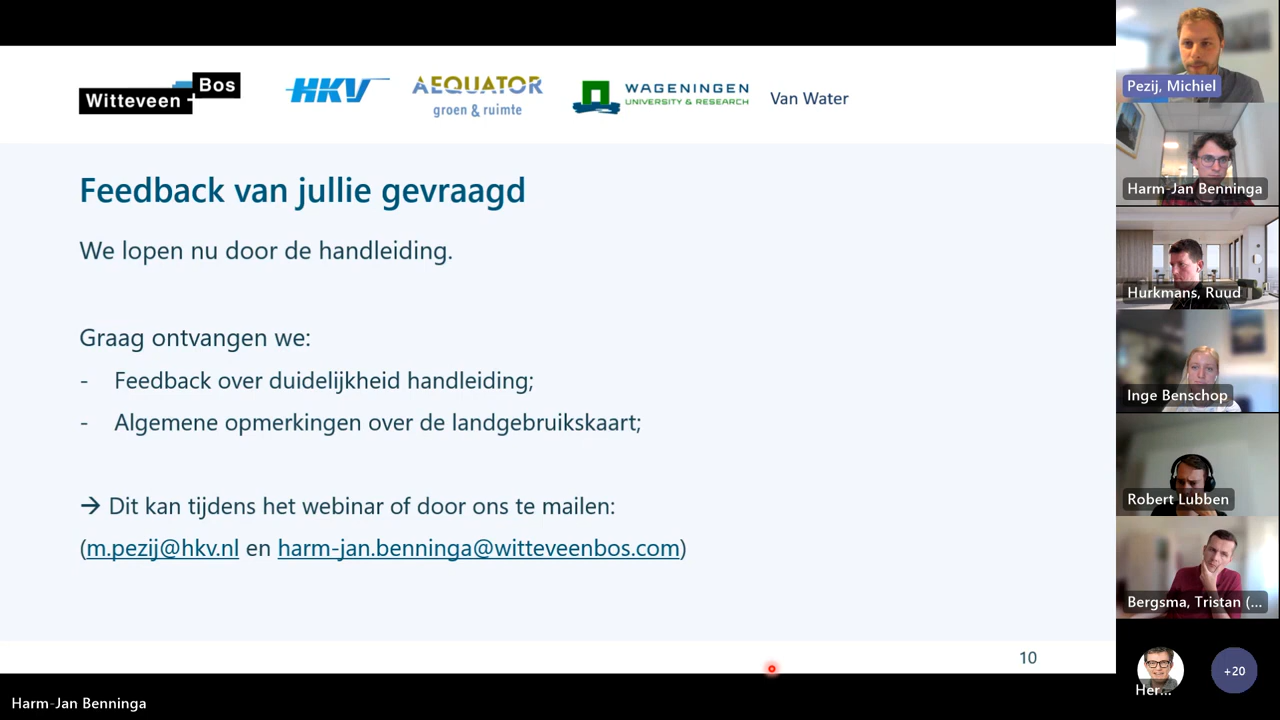 Witteveen + Bos
HKV
AEQUATOR
groen & ruimte
WAGENINGEN
UNIVERSITY & RESEARCH
Van Water
Feedback van jullie gevraagd
We lopen nu door de handleiding.
Graag ontvangen we:
- Feedback over duidelijkheid handleiding;
- Algemene opmerkingen over de landgebruikskaart;
→ Dit kan tijdens het webinar of door ons te mailen:
(m.pezij@hkv.nl en harm-jan.benninga@witteveenbos.com)
10
Harm-Jan Benninga
Pezij, Michiel
Harm-Jan Benninga
Hurkmans, Ruud
Inge Benschop
Robert Lubben
Bergsma, Tristan (...
Her...
+20